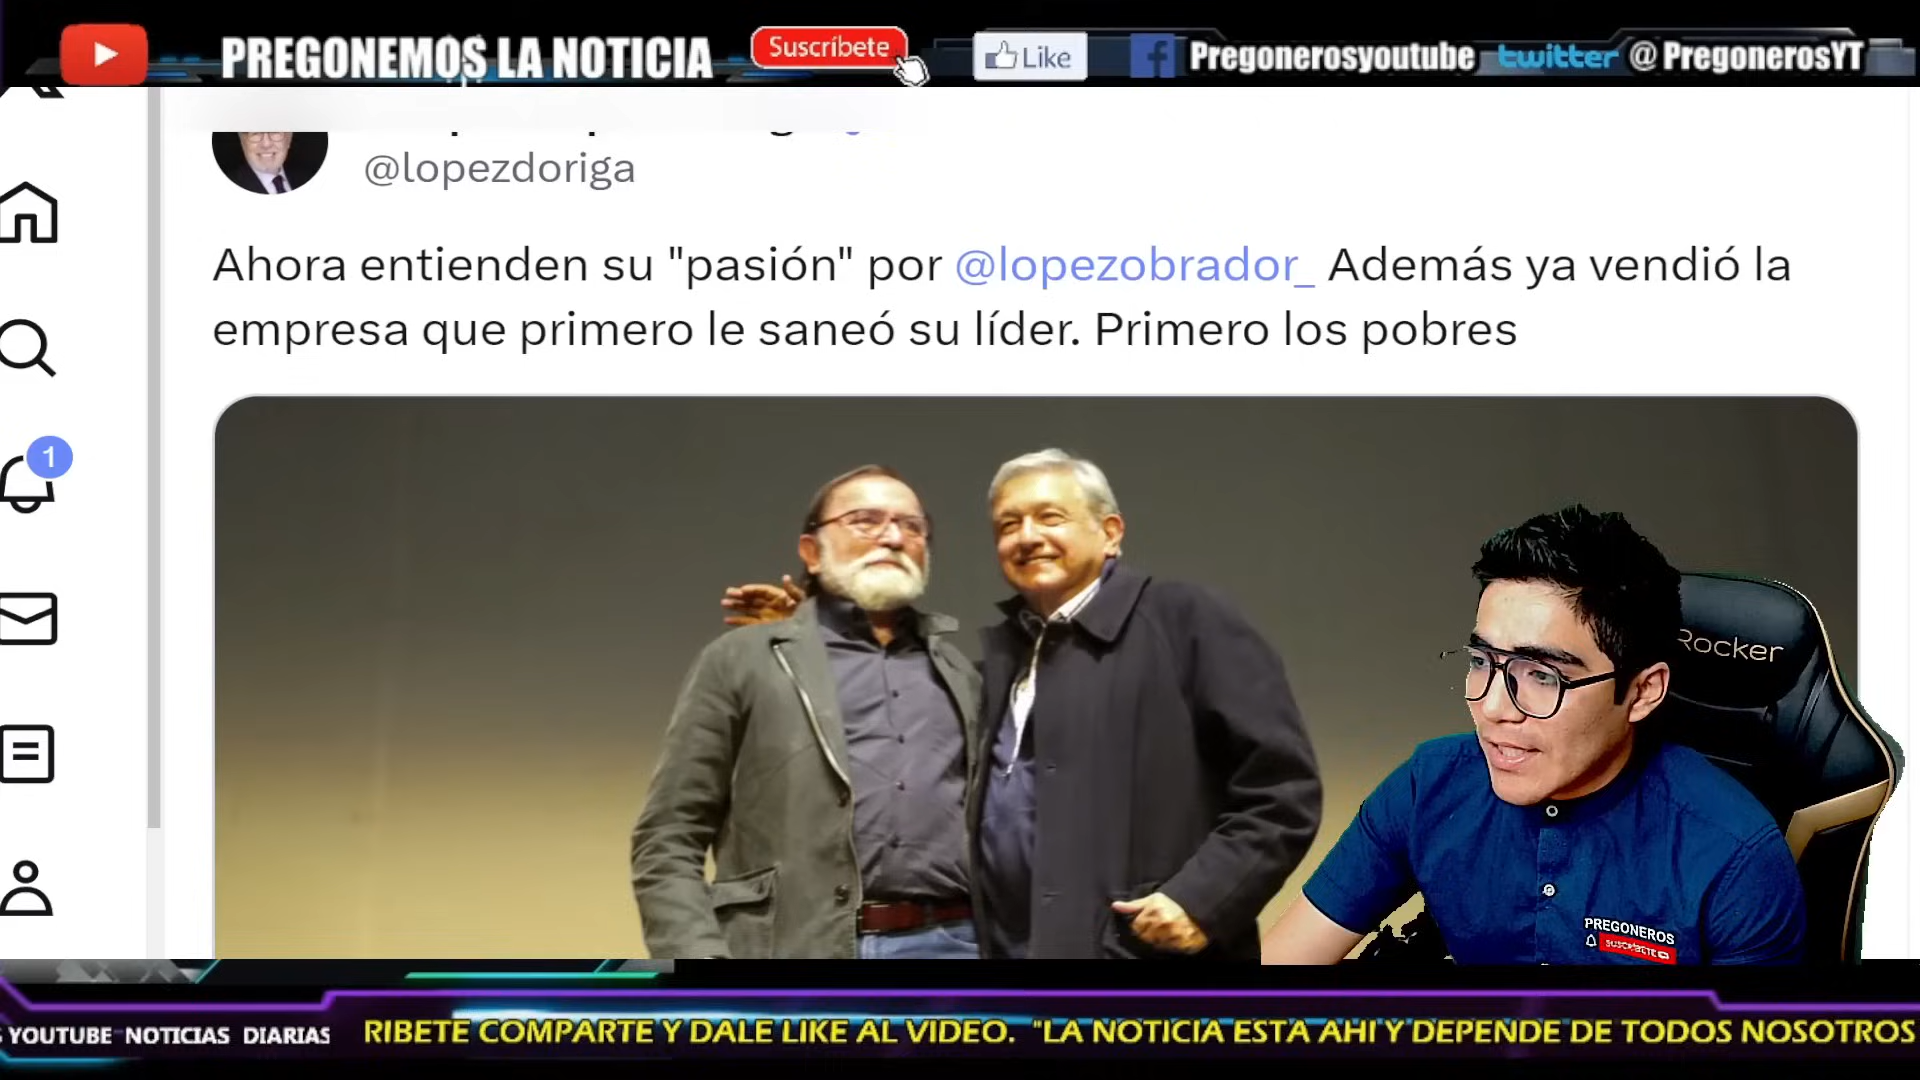 PREGONEMOS LA NOTICIA
Suscríbete
Like
Pregonerosyoutube
twitter @PregonerosYT
@lopezdoriga
Ahora entienden su "pasión" por @lopezobrador_ Además ya vendió la
empresa que primero le saneó su líder. Primero los pobres
1
Rocker
PREGONEROS
SUSCRÍBETE
YOUTUBE NOTICIAS DIARIAS
RIBETE COMPARTE Y DALE LIKE AL VIDEO. "LA NOTICIA ESTA AHI Y DEPENDE DE TODOS NOSOTROS